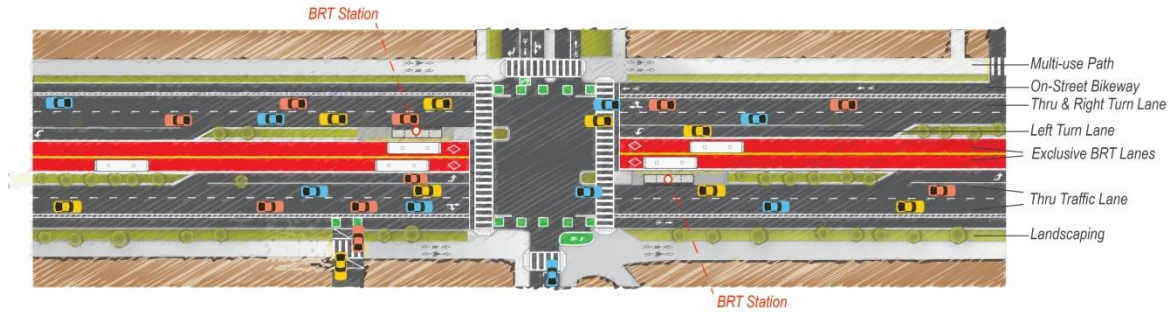 BRT Station
Multi-use Path
On-Street Bikeway
Thru & Right Turn Lane
Left Turn Lane
Exclusive BRT Lanes
Thru Traffic Lane
Landscaping
BRT Station